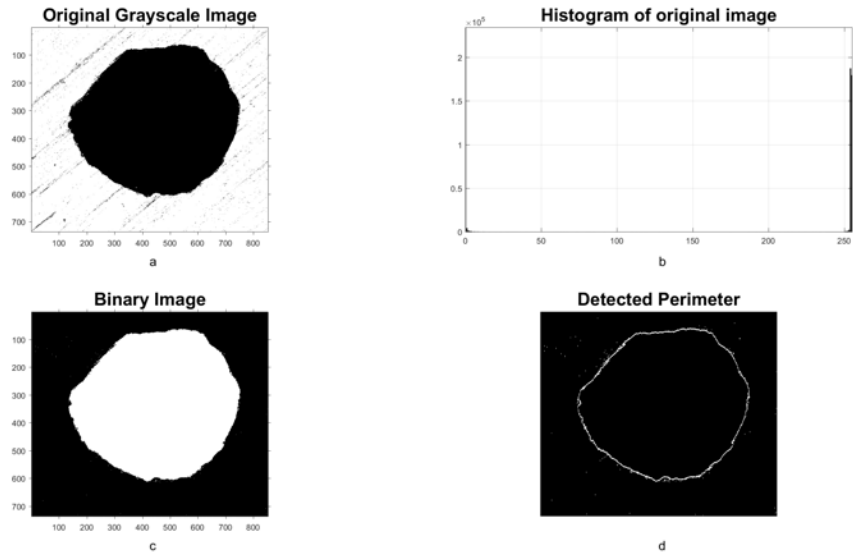 Original Grayscale Image
100
200
300
400
500
600
700
100 200 300 400 500 600 700 800
a
Histogram of original image
×10⁵
2
1.5
1
0.5
0
0 50 100 150 200 250
b
Binary Image
100
200
300
400
500
600
700
100 200 300 400 500 600 700 800
c
Detected Perimeter
d